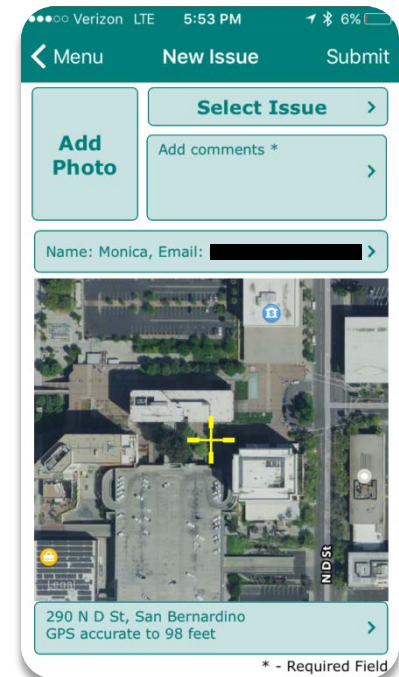 Verizon LTE 5:53 PM 6%
Menu New Issue Submit
Select Issue
Add
Photo
Add comments *
Name: Monica, Email:
N D St
Legal
290 N D St, San Bernardino
GPS accurate to 98 feet
* - Required Field